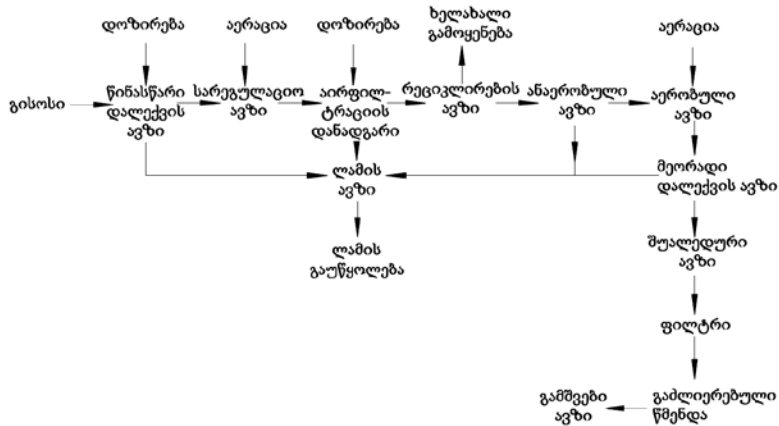 დოზირება
აერაცია
დოზირება
ხელახალი
გამოყენება
აერაცია
გისოსი
წინასწარი
დალექვის
ავზი
სარეგულაციო
ავზი
აირფილ-
ტრაციის
დანადგარი
რეციკლირების
ავზი
ანაერობული
ავზი
აერობული
ავზი
ლამის
ავზი
მეორადი
დალექვის ავზი
ლამის
გაუწყოლება
შუალედური
ავზი
ფილტრი
გამშვები
ავზი
გაძლიერებული
წმენდა